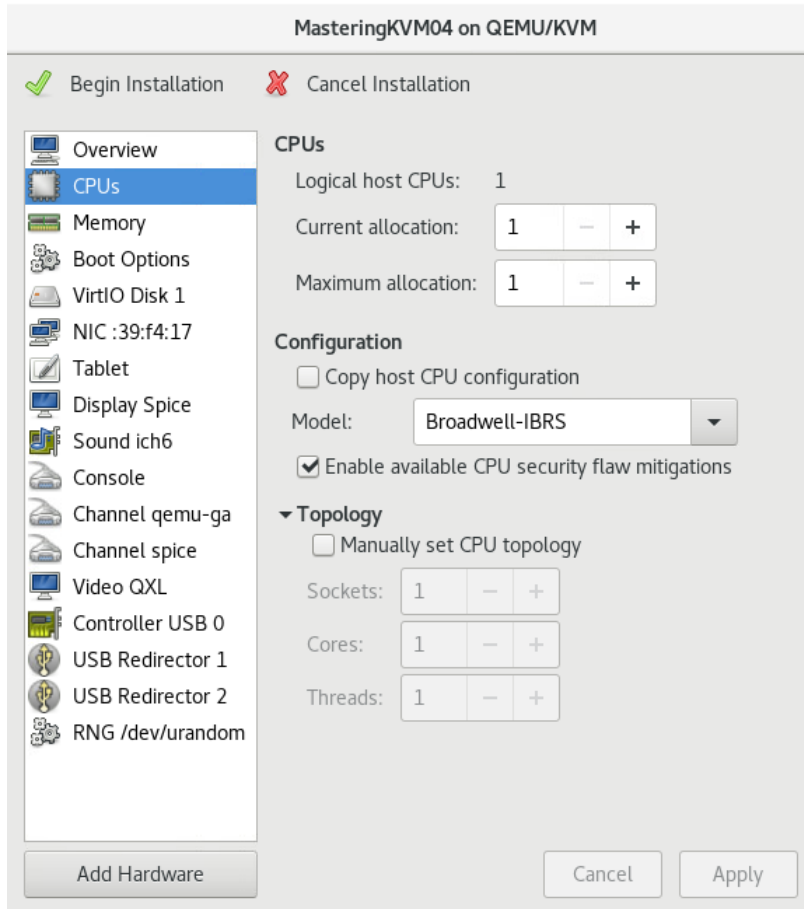 MasteringKVM04 on QEMU/KVM
Begin Installation
Cancel Installation
Overview
CPUs
Memory
Boot Options
VirtIO Disk 1
NIC :39:f4:17
Tablet
Display Spice
Sound ich6
Console
Channel qemu-ga
Channel spice
Video QXL
Controller USB 0
USB Redirector 1
USB Redirector 2
RNG /dev/urandom
Add Hardware
CPUs
Logical host CPUs: 1
Current allocation: 1 − +
Maximum allocation: 1 − +
Configuration
Copy host CPU configuration
Model: Broadwell-IBRS
Enable available CPU security flaw mitigations
Topology
Manually set CPU topology
Sockets: 1 − +
Cores: 1 − +
Threads: 1 − +
Cancel
Apply